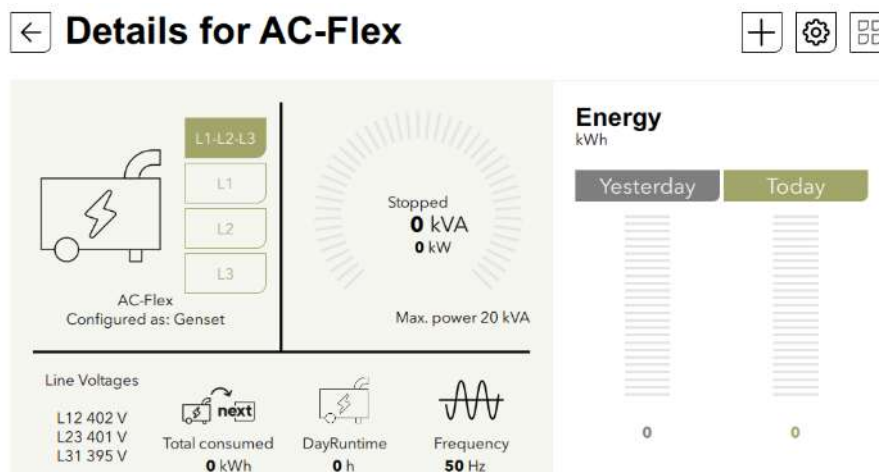 Details for AC-Flex
L1-L2-L3
L1
L2
L3
AC-Flex
Configured as: Genset
Stopped
0 kVA
0 kW
Max. power 20 kVA
Line Voltages
L12 402 V
L23 401 V
L31 395 V
next
Total consumed
0 kWh
DayRuntime
0 h
Frequency
50 Hz
Energy
kWh
Yesterday
Today
0
0